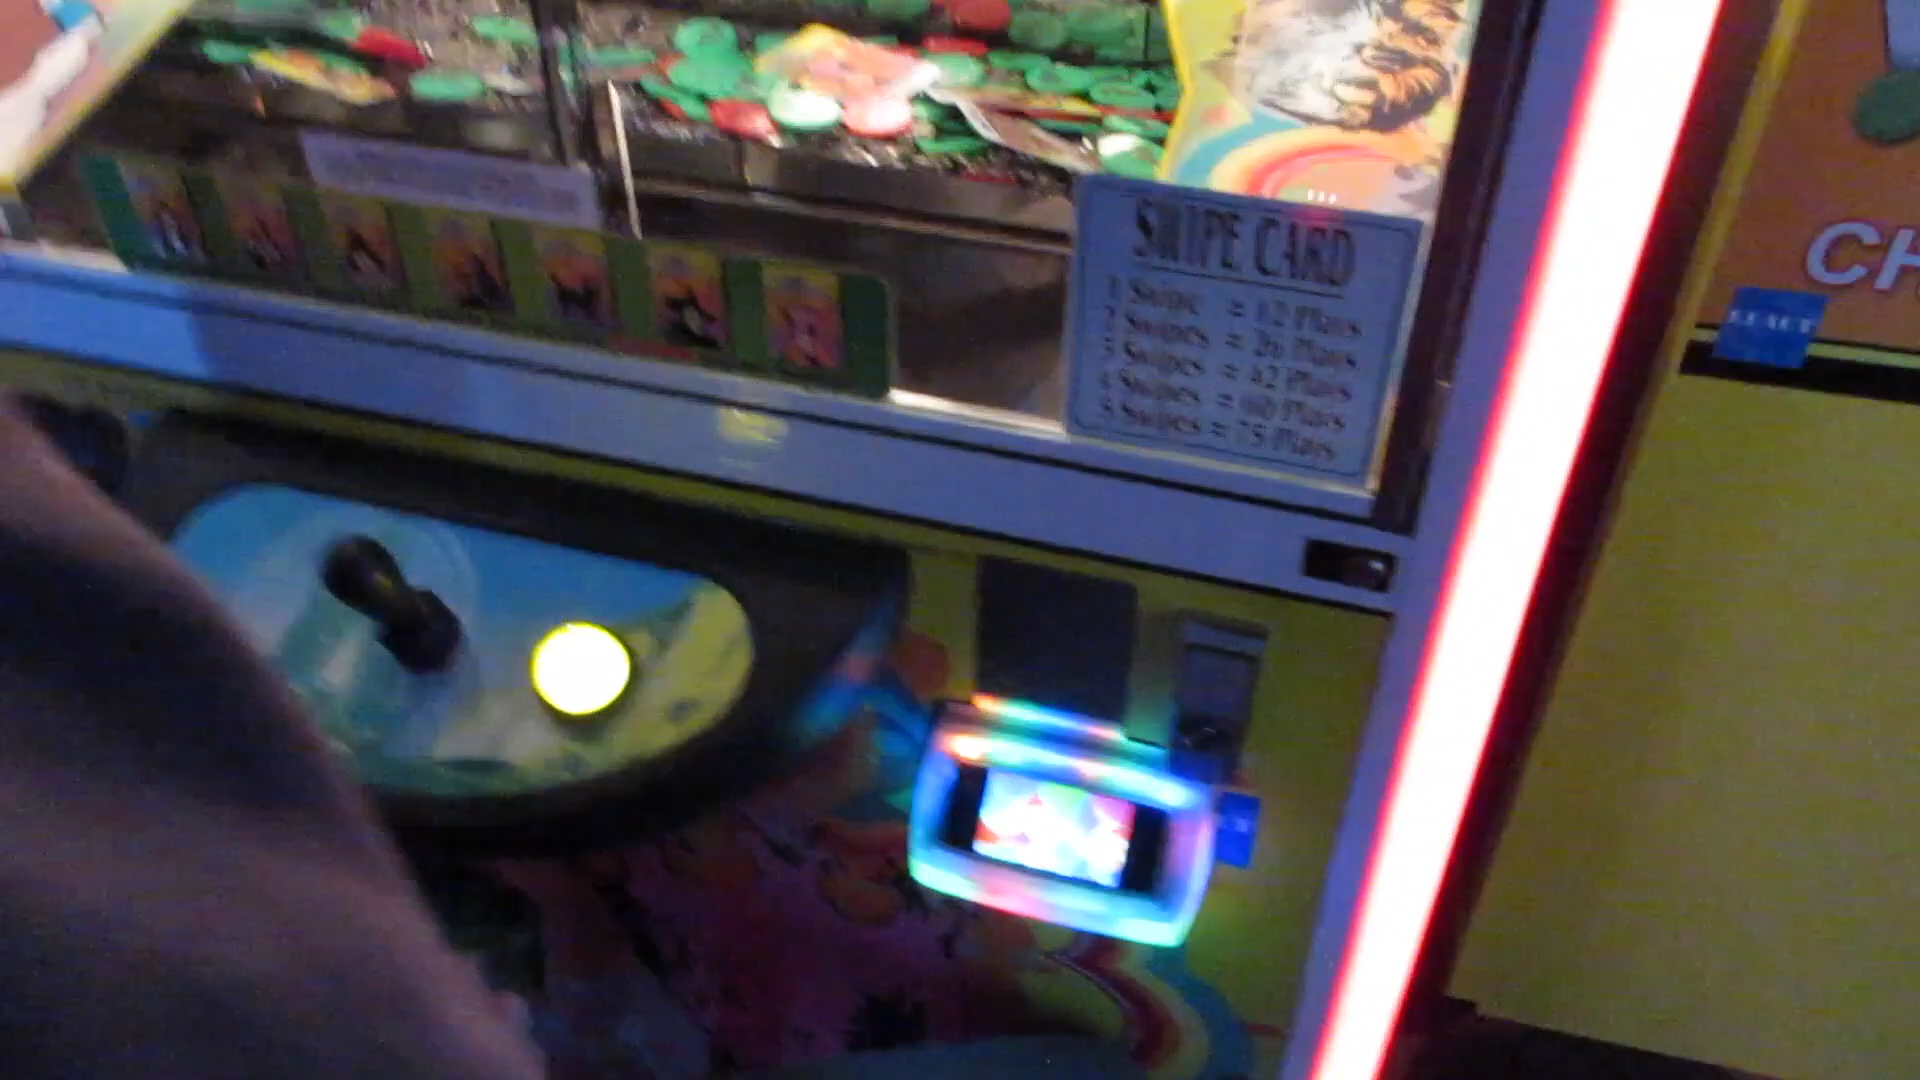 SWIPE CARD
1 Swipe = 12 Plays
2 Swipes = 26 Plays
3 Swipes = 42 Plays
4 Swipes = 60 Plays
5 Swipes = 75 Plays
CH